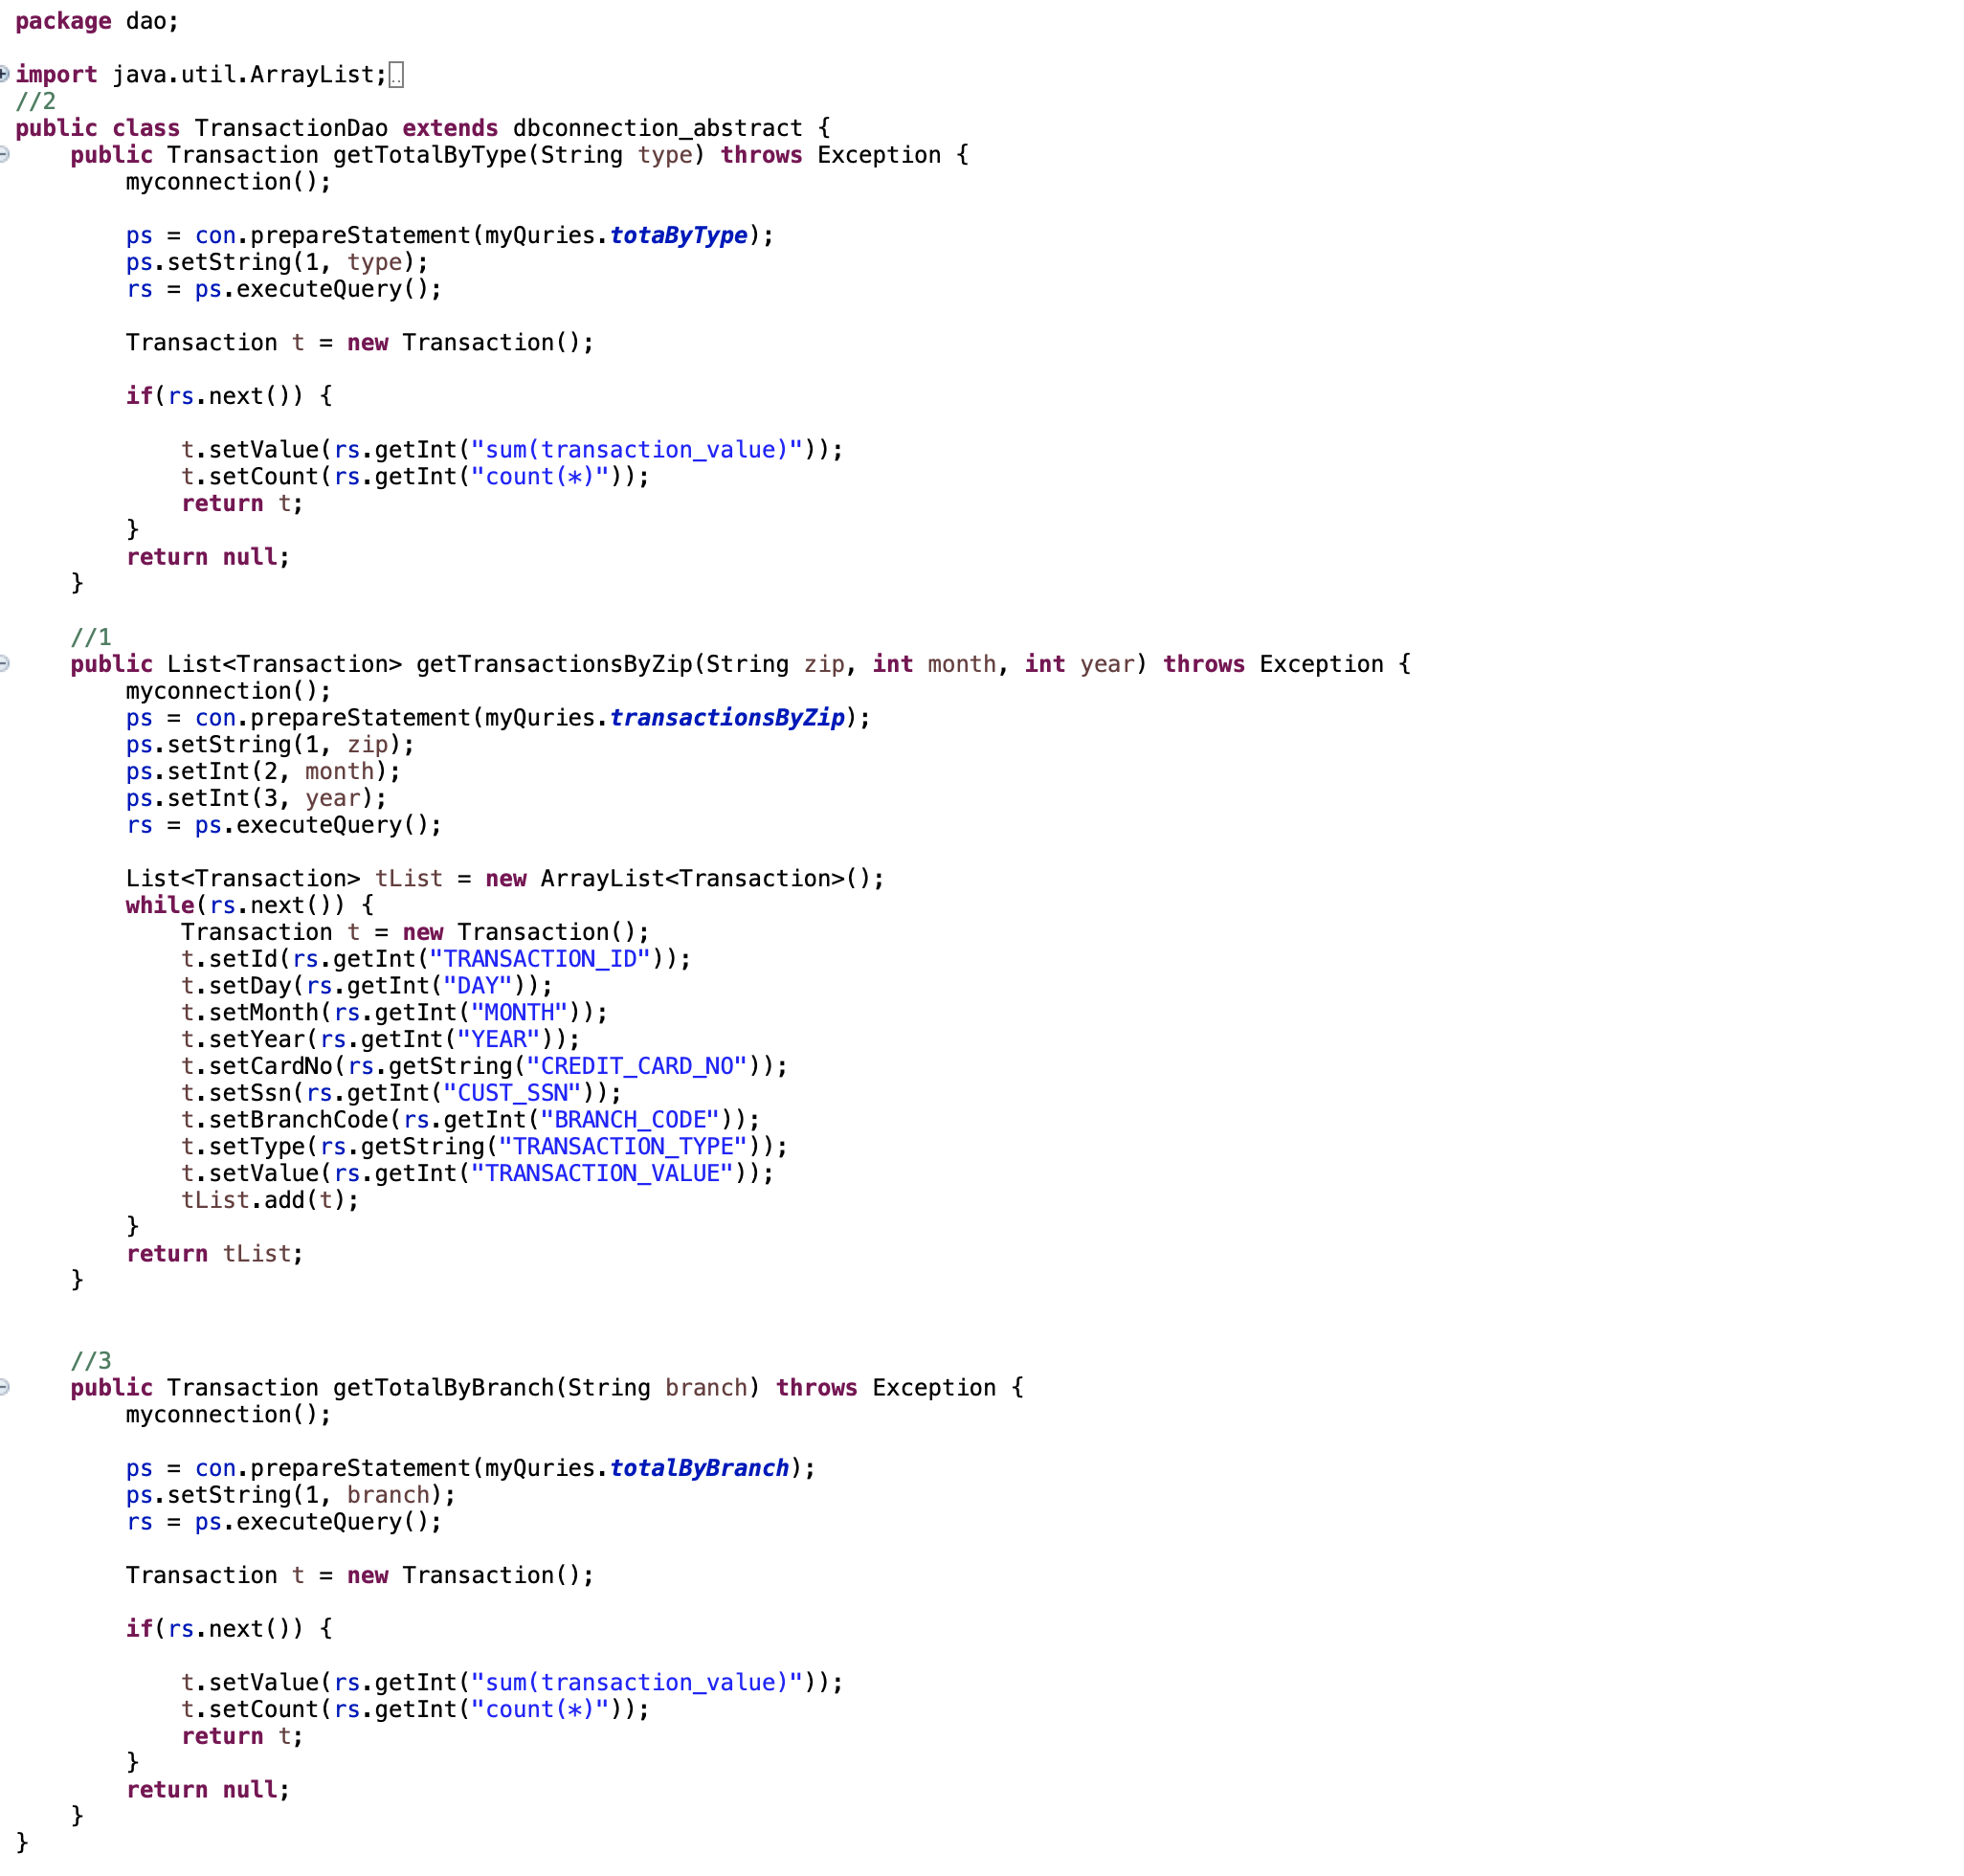 package dao;
import java.util.ArrayList;
//2
public class TransactionDao extends dbconnection_abstract {
    public Transaction getTotalByType(String type) throws Exception {
        myconnection();

        ps = con.prepareStatement(myQuries.totaByType);
        ps.setString(1, type);
        rs = ps.executeQuery();

        Transaction t = new Transaction();

        if(rs.next()) {

            t.setValue(rs.getInt("sum(transaction_value)"));
            t.setCount(rs.getInt("count(*)"));
            return t;
        }
        return null;
    }

    //1
    public List<Transaction> getTransactionsByZip(String zip, int month, int year) throws Exception {
        myconnection();
        ps = con.prepareStatement(myQuries.transactionsByZip);
        ps.setString(1, zip);
        ps.setInt(2, month);
        ps.setInt(3, year);
        rs = ps.executeQuery();

        List<Transaction> tList = new ArrayList<Transaction>();
        while(rs.next()) {
            Transaction t = new Transaction();
            t.setId(rs.getInt("TRANSACTION_ID"));
            t.setDay(rs.getInt("DAY"));
            t.setMonth(rs.getInt("MONTH"));
            t.setYear(rs.getInt("YEAR"));
            t.setCardNo(rs.getString("CREDIT_CARD_NO"));
            t.setSsn(rs.getInt("CUST_SSN"));
            t.setBranchCode(rs.getInt("BRANCH_CODE"));
            t.setType(rs.getString("TRANSACTION_TYPE"));
            t.setValue(rs.getInt("TRANSACTION_VALUE"));
            tList.add(t);
        }
        return tList;
    }

    //3
    public Transaction getTotalByBranch(String branch) throws Exception {
        myconnection();

        ps = con.prepareStatement(myQuries.totalByBranch);
        ps.setString(1, branch);
        rs = ps.executeQuery();

        Transaction t = new Transaction();

        if(rs.next()) {

            t.setValue(rs.getInt("sum(transaction_value)"));
            t.setCount(rs.getInt("count(*)"));
            return t;
        }
        return null;
    }
}